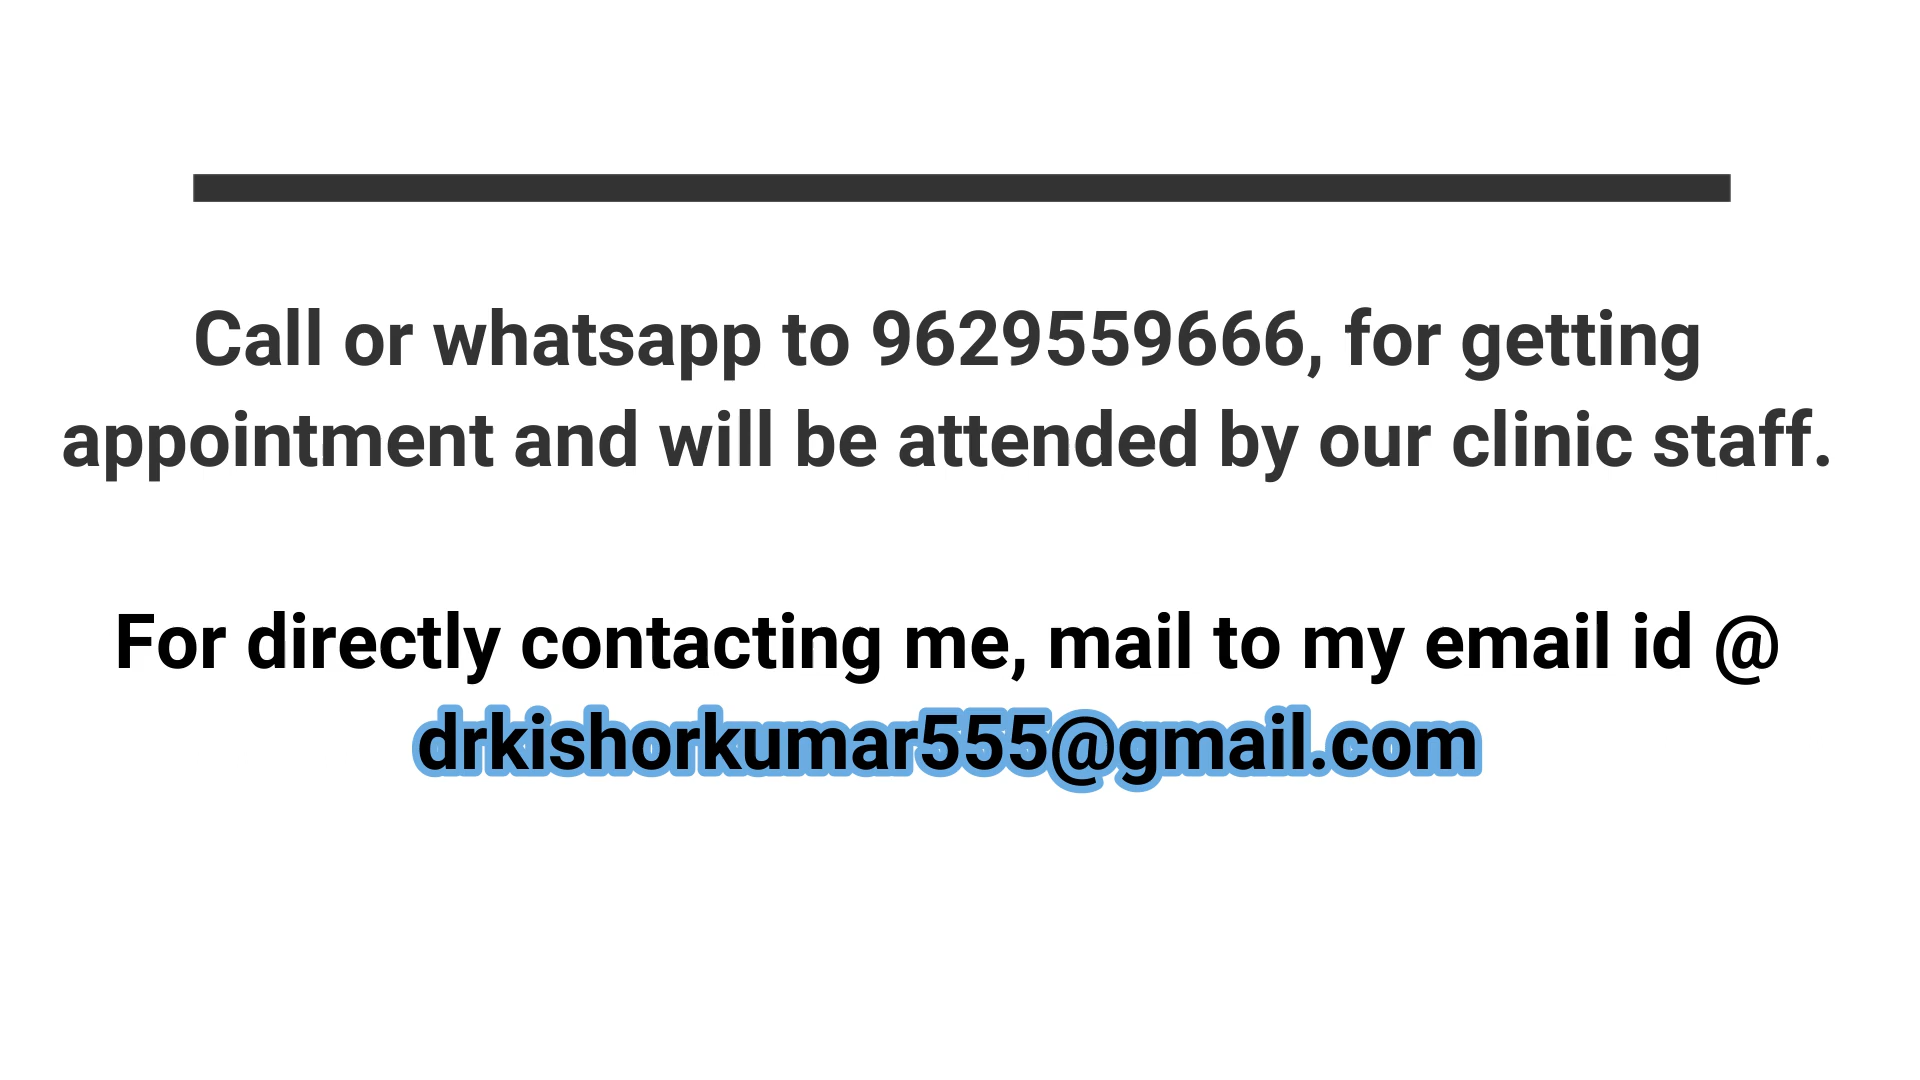 Call or whatsapp to 9629559666, for getting
appointment and will be attended by our clinic staff.
For directly contacting me, mail to my email id @
drkishorkumar555@gmail.com